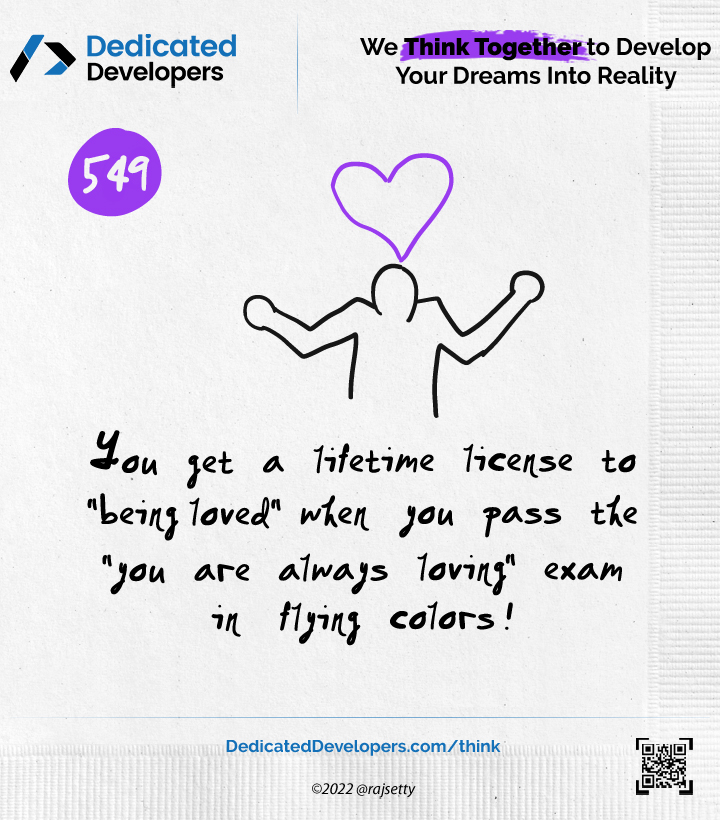 Dedicated
Developers
We Think Together to Develop
Your Dreams Into Reality
549
You get a lifetime license to
"being loved" when you pass the
"you are always loving" exam
in flying colors!
DedicatedDevelopers.com/think
©2022 @rajsetty